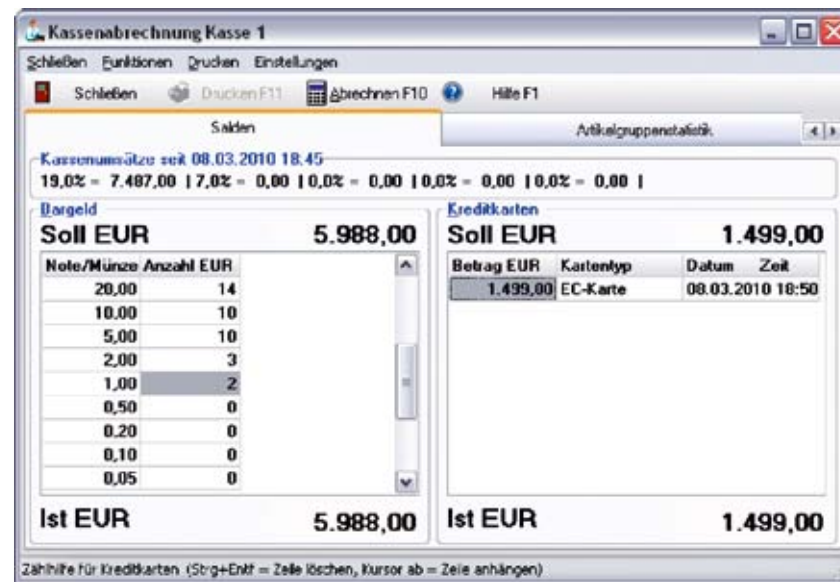 Kassenabrechnung Kasse 1
Schließen Funktionen Drucken Einstellungen
Schließen Drucken F11 Abrechnen F10 Hilfe F1
Salden Artikelgruppenstatistik
Kassenumsätze seit 08.03.2010 18:45
19,0% = 7.487,00 | 7,0% = 0,00 | 0,0% = 0,00 | 0,0% = 0,00 | 0,0% = 0,00 |
Bargeld
Soll EUR 5.988,00
Note/Münze Anzahl EUR
20,00 14
10,00 10
5,00 10
2,00 3
1,00 2
0,50 0
0,20 0
0,10 0
0,05 0
Ist EUR 5.988,00
Kreditkarten
Soll EUR 1.499,00
Betrag EUR Kartentyp Datum Zeit
1.499,00 EC-Karte 08.03.2010 18:50
Ist EUR 1.499,00
Zählhilfe für Kreditkarten (Strg+Entf = Zeile löschen, Kursor ab = Zeile anhängen)